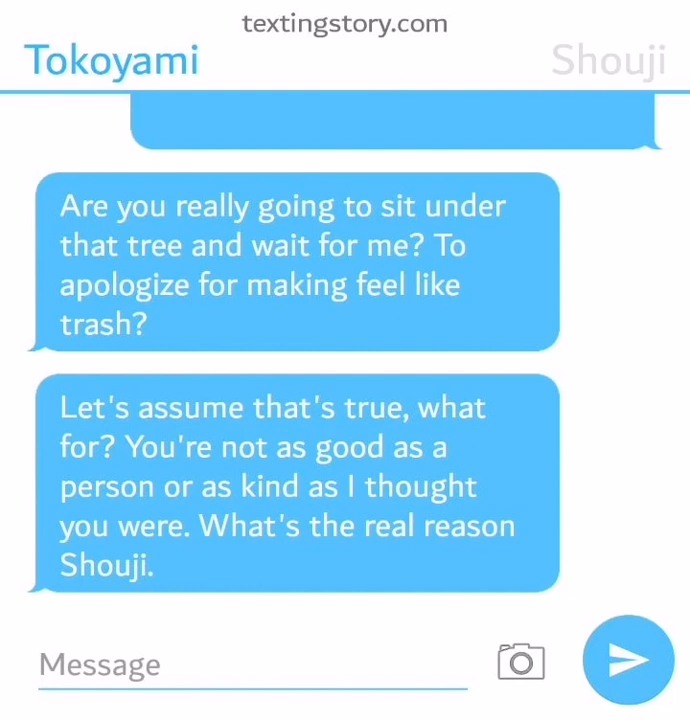 textingstory.com
Tokoyami
Shouji
Are you really going to sit under
that tree and wait for me? To
apologize for making feel like
trash?
Let's assume that's true, what
for? You're not as good as a
person or as kind as I thought
you were. What's the real reason
Shouji.
Message